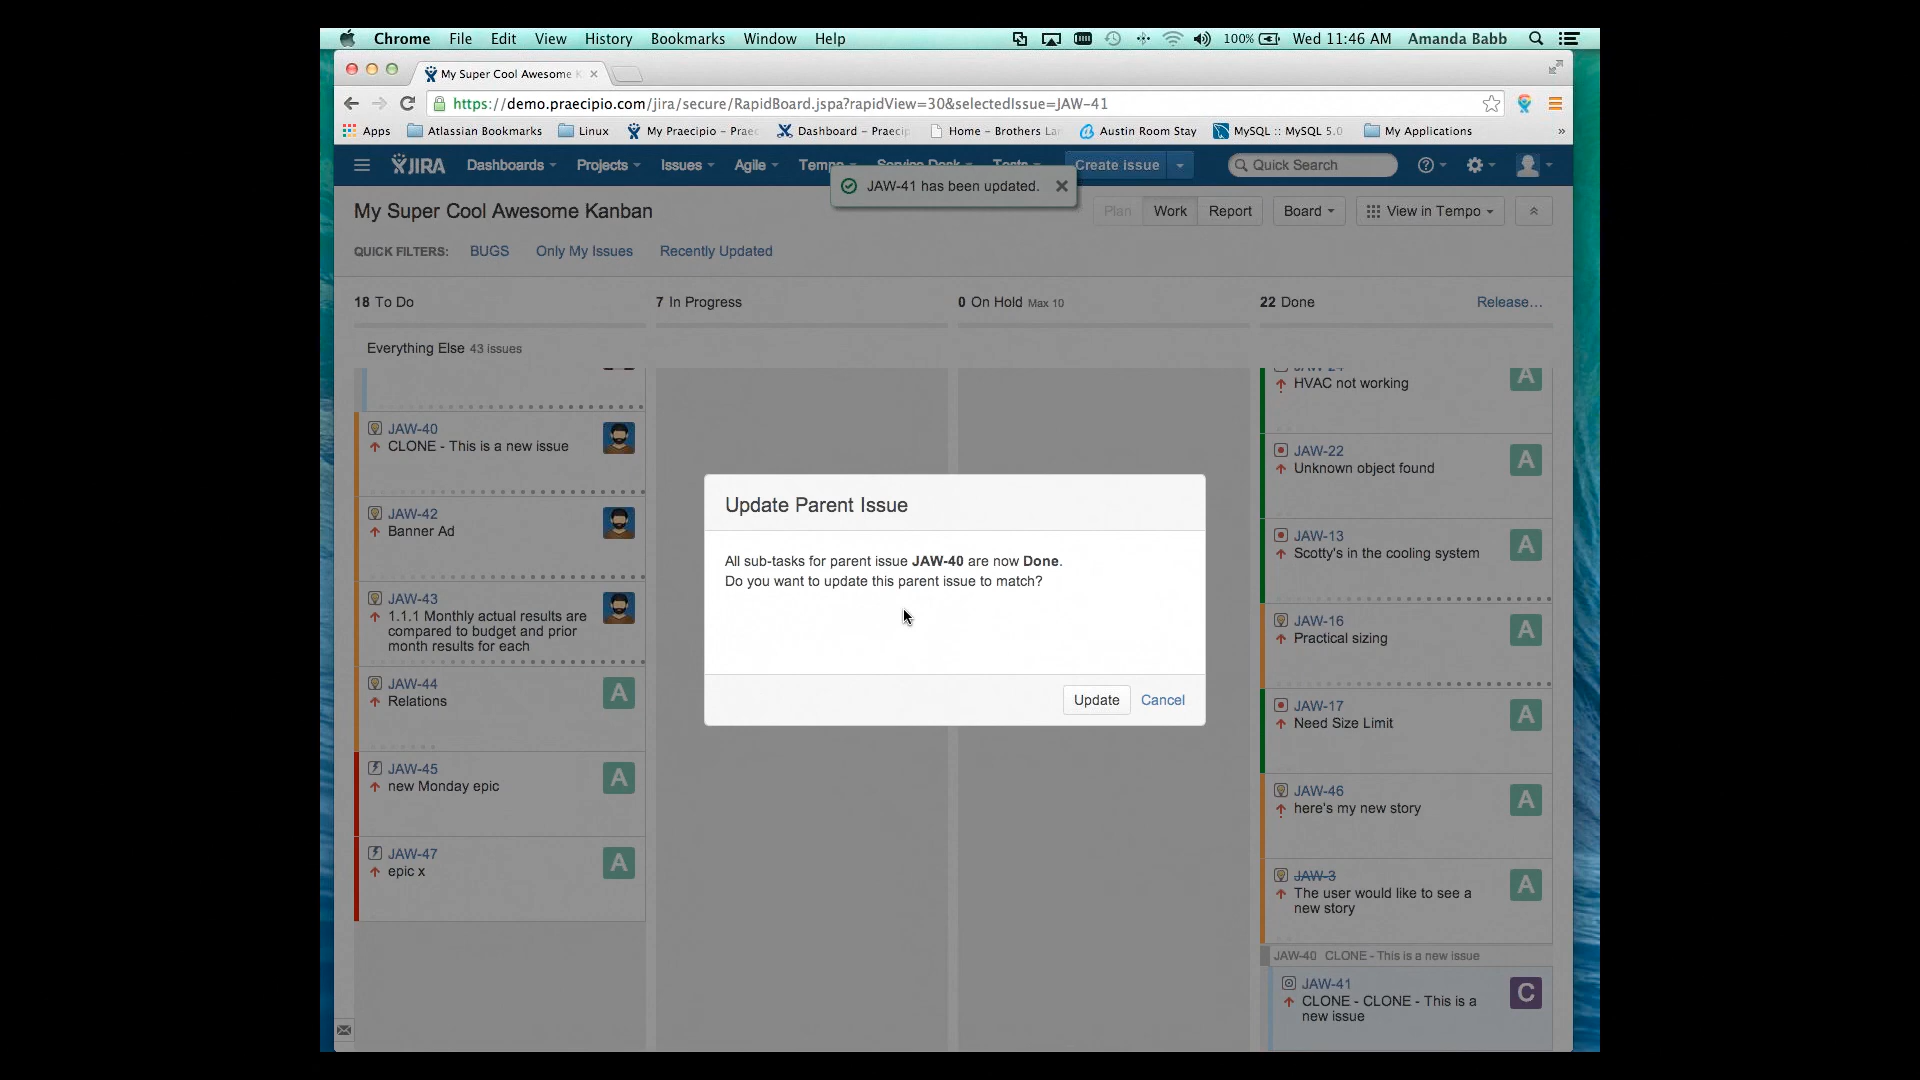 Chrome File Edit View History Bookmarks Window Help 100% Wed 11:46 AM Amanda Babb
My Super Cool Awesome K
https://demo.praecipio.com/jira/secure/RapidBoard.jspa?rapidView=30&selectedIssue=JAW-41
Apps Atlassian Bookmarks Linux My Praecipio – Prae Dashboard – Praecip Home – Brothers La Austin Room Stay MySQL :: MySQL 5.0 My Applications »
JIRA Dashboards Projects Issues Agile Tempo Service Desk Tests Create issue Quick Search
JAW-41 has been updated.
My Super Cool Awesome Kanban Plan Work Report Board View in Tempo
QUICK FILTERS: BUGS Only My Issues Recently Updated
18 To Do 7 In Progress 0 On Hold Max 10 22 Done Release...
Everything Else 43 issues
JAW-40
CLONE - This is a new issue
JAW-42
Banner Ad
JAW-43
1.1.1 Monthly actual results are
compared to budget and prior
month results for each
JAW-44
Relations
A
JAW-45
new Monday epic
A
JAW-47
epic x
A
Update Parent Issue
All sub-tasks for parent issue JAW-40 are now Done.
Do you want to update this parent issue to match?
Update Cancel
HVAC not working
A
JAW-22
Unknown object found
A
JAW-13
Scotty's in the cooling system
A
JAW-16
Practical sizing
A
JAW-17
Need Size Limit
A
JAW-46
here's my new story
A
JAW-3
The user would like to see a
new story
A
JAW-40 CLONE - This is a new issue
JAW-41
CLONE - CLONE - This is a
new issue
C